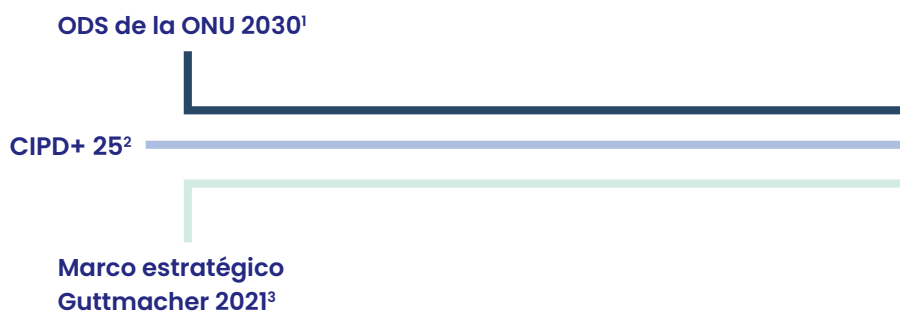 ODS de la ONU 2030¹
CIPD+ 25²
Marco estratégico
Guttmacher 2021³